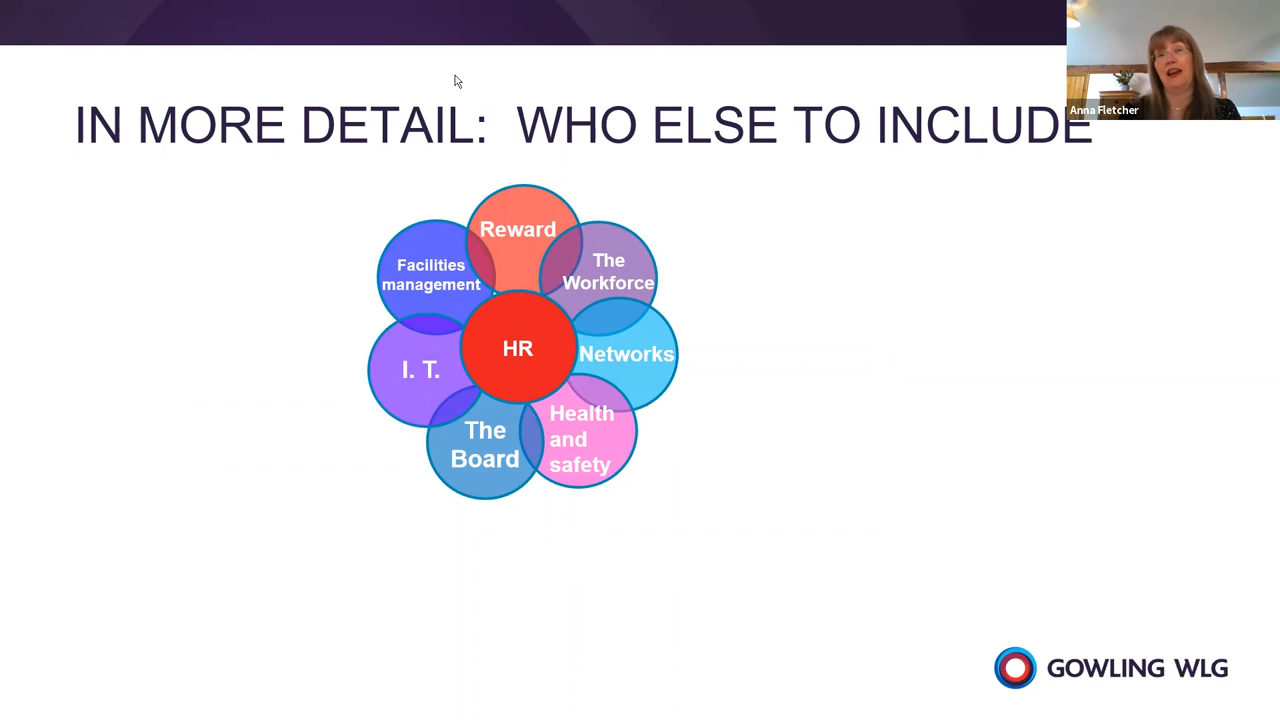 Anna Fletcher
IN MORE DETAIL: WHO ELSE TO INCLUDE
Reward
The
Workforce
Facilities
management
HR
Networks
I. T.
Health
and
safety
The
Board
GOWLING WLG